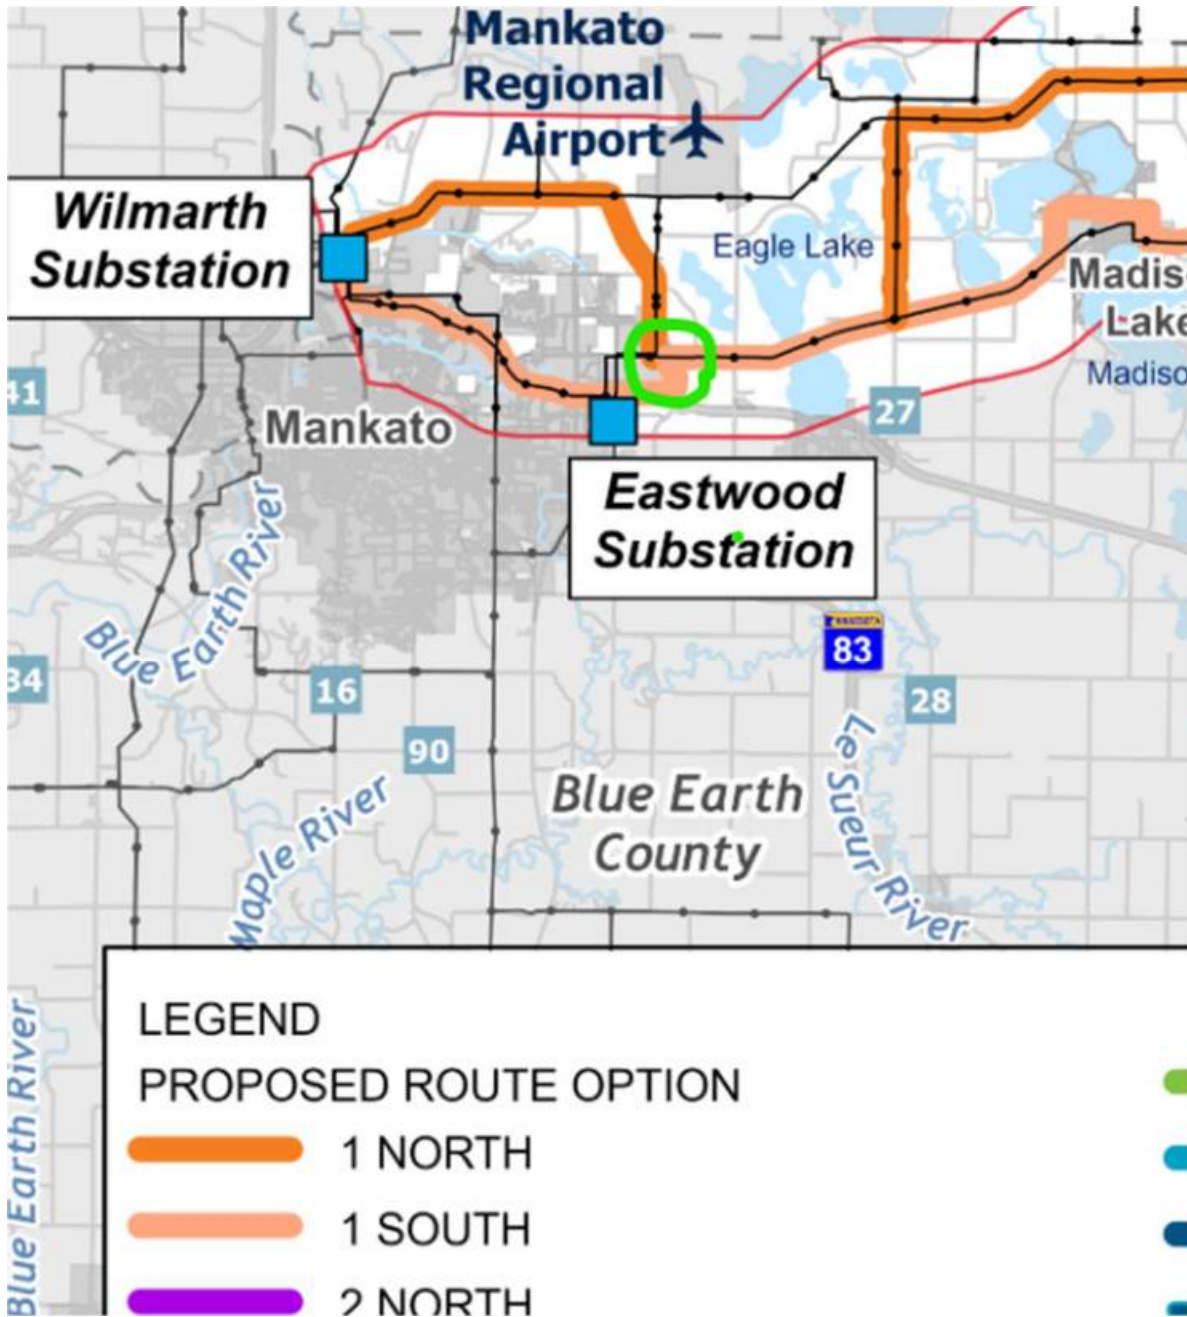 Mankato
Regional
Airport
Wilmarth
Substation
Eagle Lake
Madis
Lake
Madiso
41
27
Mankato
Eastwood
Substation
Blue Earth River
83
34
16
28
90
Le Sueur River
Blue Earth
County
Maple River
Blue Earth River
LEGEND
PROPOSED ROUTE OPTION
1 NORTH
1 SOUTH
2 NORTH